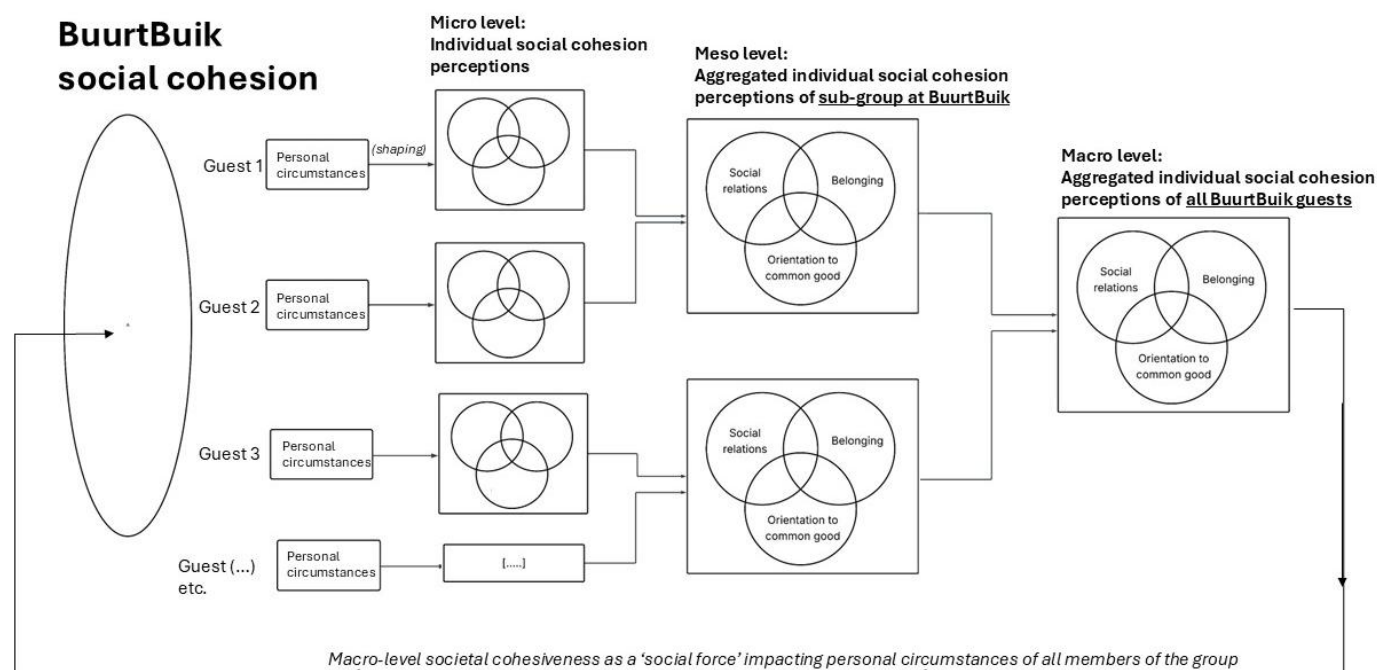 BuurtBuik
social cohesion
Micro level:
Individual social cohesion
perceptions
Meso level:
Aggregated individual social cohesion
perceptions of sub-group at BuurtBuik
Macro level:
Aggregated individual social cohesion
perceptions of all BuurtBuik guests
Guest 1
Personal
circumstances
(shaping)
Guest 2
Personal
circumstances
Guest 3
Personal
circumstances
Guest (...)
etc.
Personal
circumstances
[.....]
Social
relations
Belonging
Orientation to
common good
Social
relations
Belonging
Orientation to
common good
Social
relations
Belonging
Orientation to
common good
Macro-level societal cohesiveness as a ‘social force’ impacting personal circumstances of all members of the group